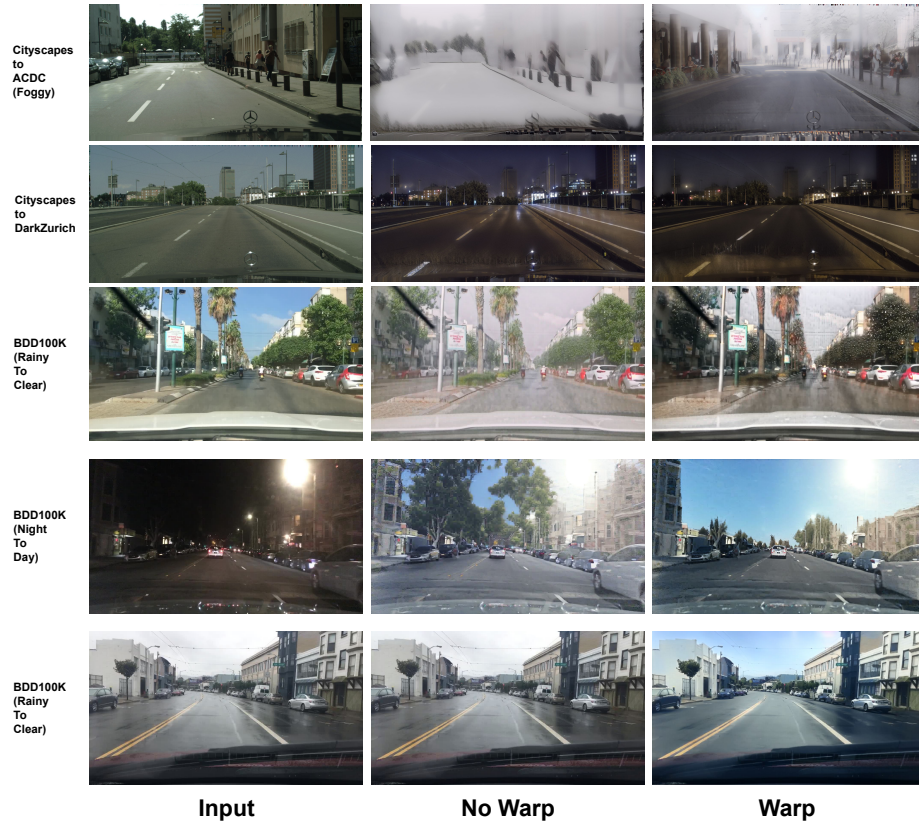 Cityscapes
to
ACDC
(Foggy)
Cityscapes
to
DarkZurich
BDD100K
(Rainy
To
Clear)
BDD100K
(Night
To
Day)
BDD100K
(Rainy
To
Clear)
Input
No Warp
Warp